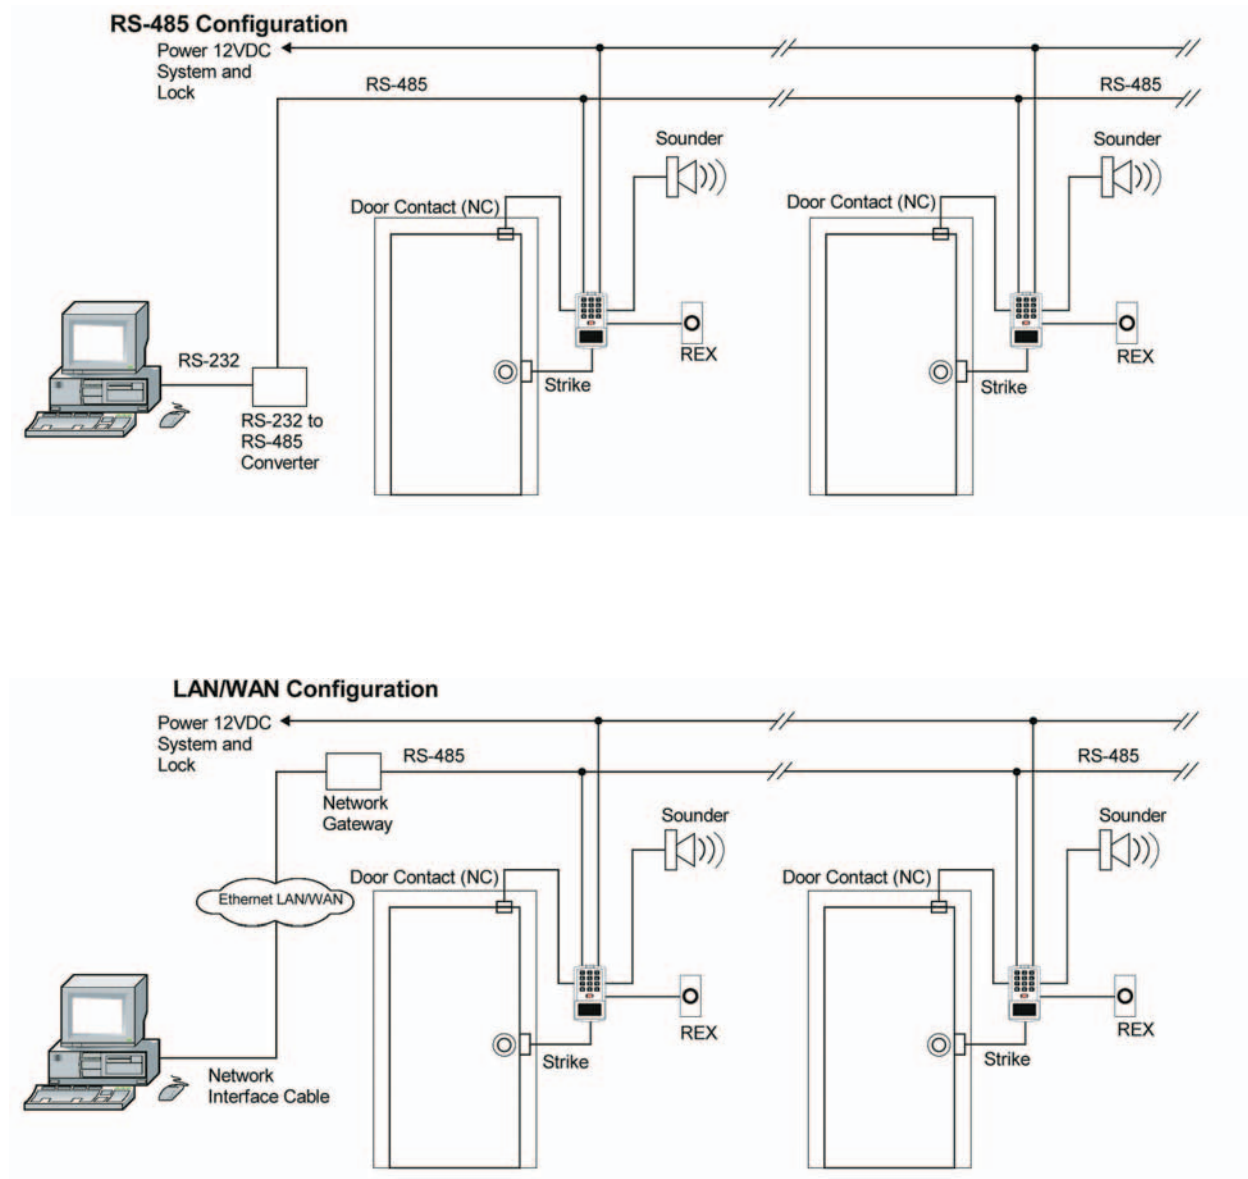 RS-485 Configuration
Power 12VDC
System and
Lock
RS-485
RS-485
Sounder
Sounder
Door Contact (NC)
Door Contact (NC)
RS-232
REX
REX
Strike
Strike
RS-232 to
RS-485
Converter
LAN/WAN Configuration
Power 12VDC
System and
Lock
RS-485
RS-485
Network
Gateway
Sounder
Sounder
Door Contact (NC)
Door Contact (NC)
Ethernet LAN/WAN
REX
REX
Strike
Strike
Network
Interface Cable